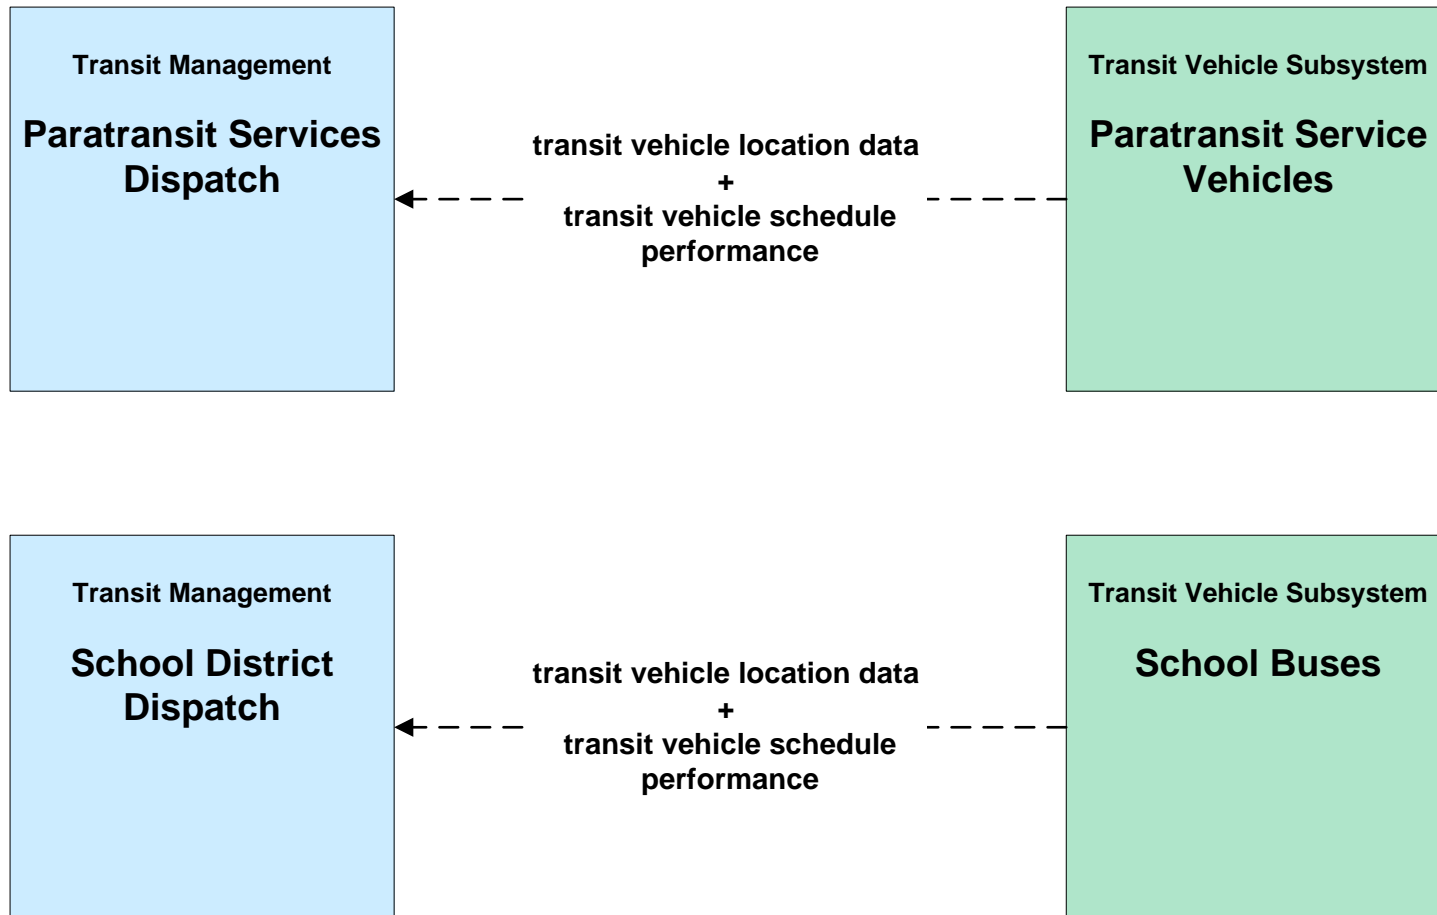 Transit Management
Paratransit Services
Dispatch
transit vehicle location data
+
transit vehicle schedule
performance
Transit Vehicle Subsystem
Paratransit Service
Vehicles
Transit Management
School District
Dispatch
transit vehicle location data
+
transit vehicle schedule
performance
Transit Vehicle Subsystem
School Buses